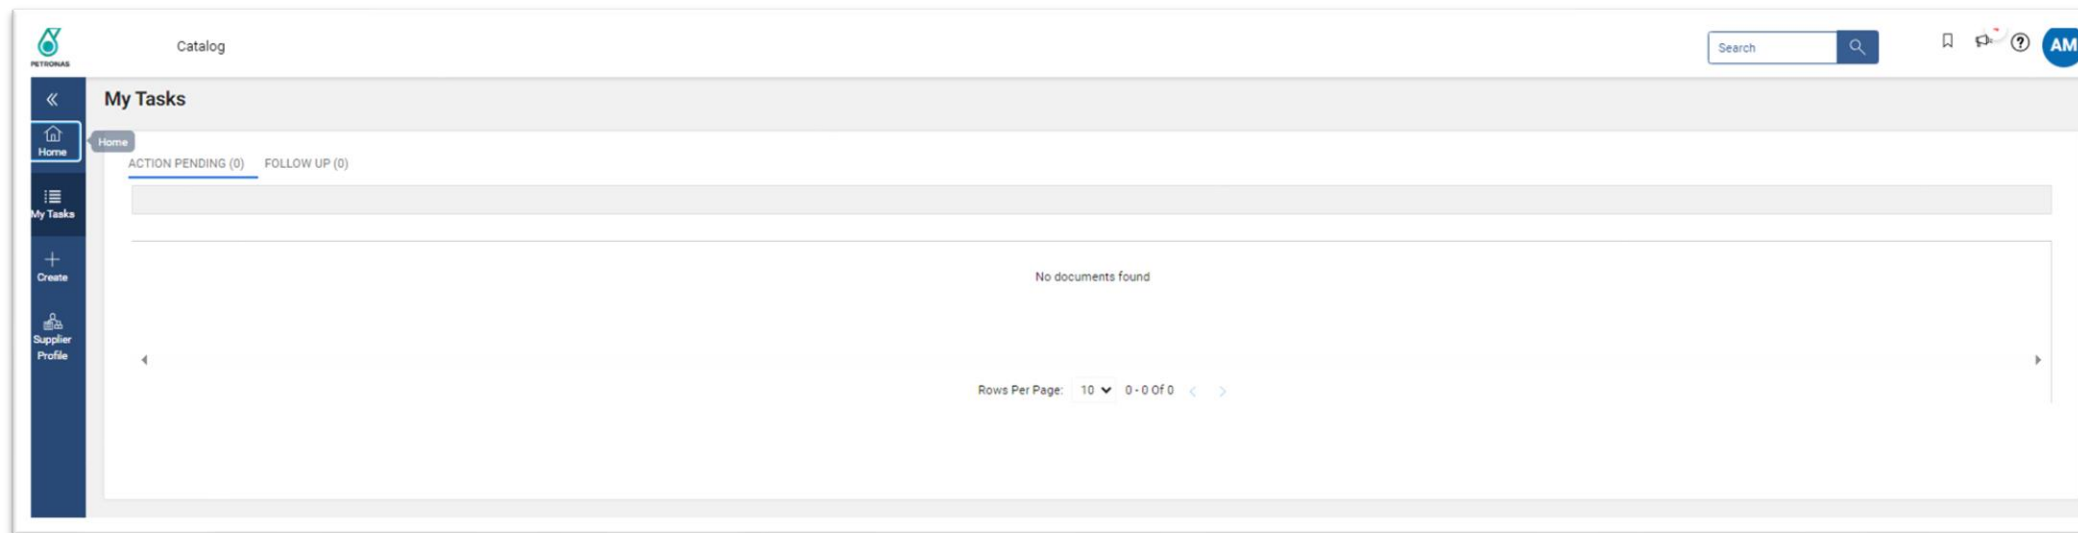 PETRONAS
Catalog
Search
AM
My Tasks
Home
Home
ACTION PENDING (0) FOLLOW UP (0)
My Tasks
Create
No documents found
Supplier
Profile
Rows Per Page: 10 0 - 0 Of 0